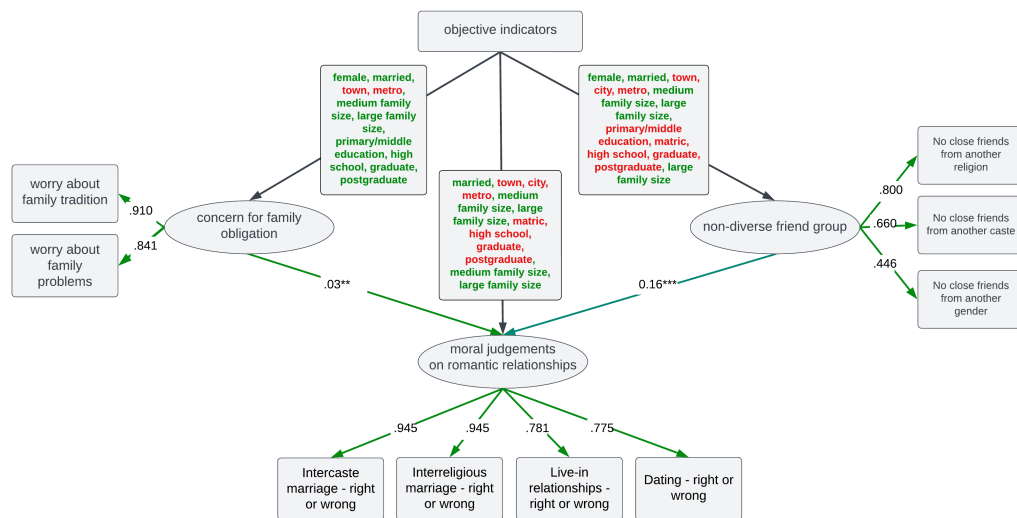 objective indicators
female, married,
town, metro,
medium family
size, large family
size,
primary/middle
education, high
school, graduate,
postgraduate
female, married, town,
city, metro, medium
family size, large
family size,
primary/middle
education, matric,
high school, graduate,
postgraduate, large
family size
married, town, city,
metro, medium
family size, large
family size, matric,
high school,
graduate,
postgraduate,
medium family size,
large family size
worry about
family tradition
worry about
family
problems
.910
.841
concern for family
obligation
non-diverse friend group
.800
.660
.446
No close friends
from another
religion
No close friends
from another caste
No close friends
from another
gender
.03**
0.16***
moral judgements
on romantic relationships
.945
.945
.781
.775
Intercaste
marriage - right
or wrong
Interreligious
marriage - right
or wrong
Live-in
relationships -
right or wrong
Dating - right or
wrong